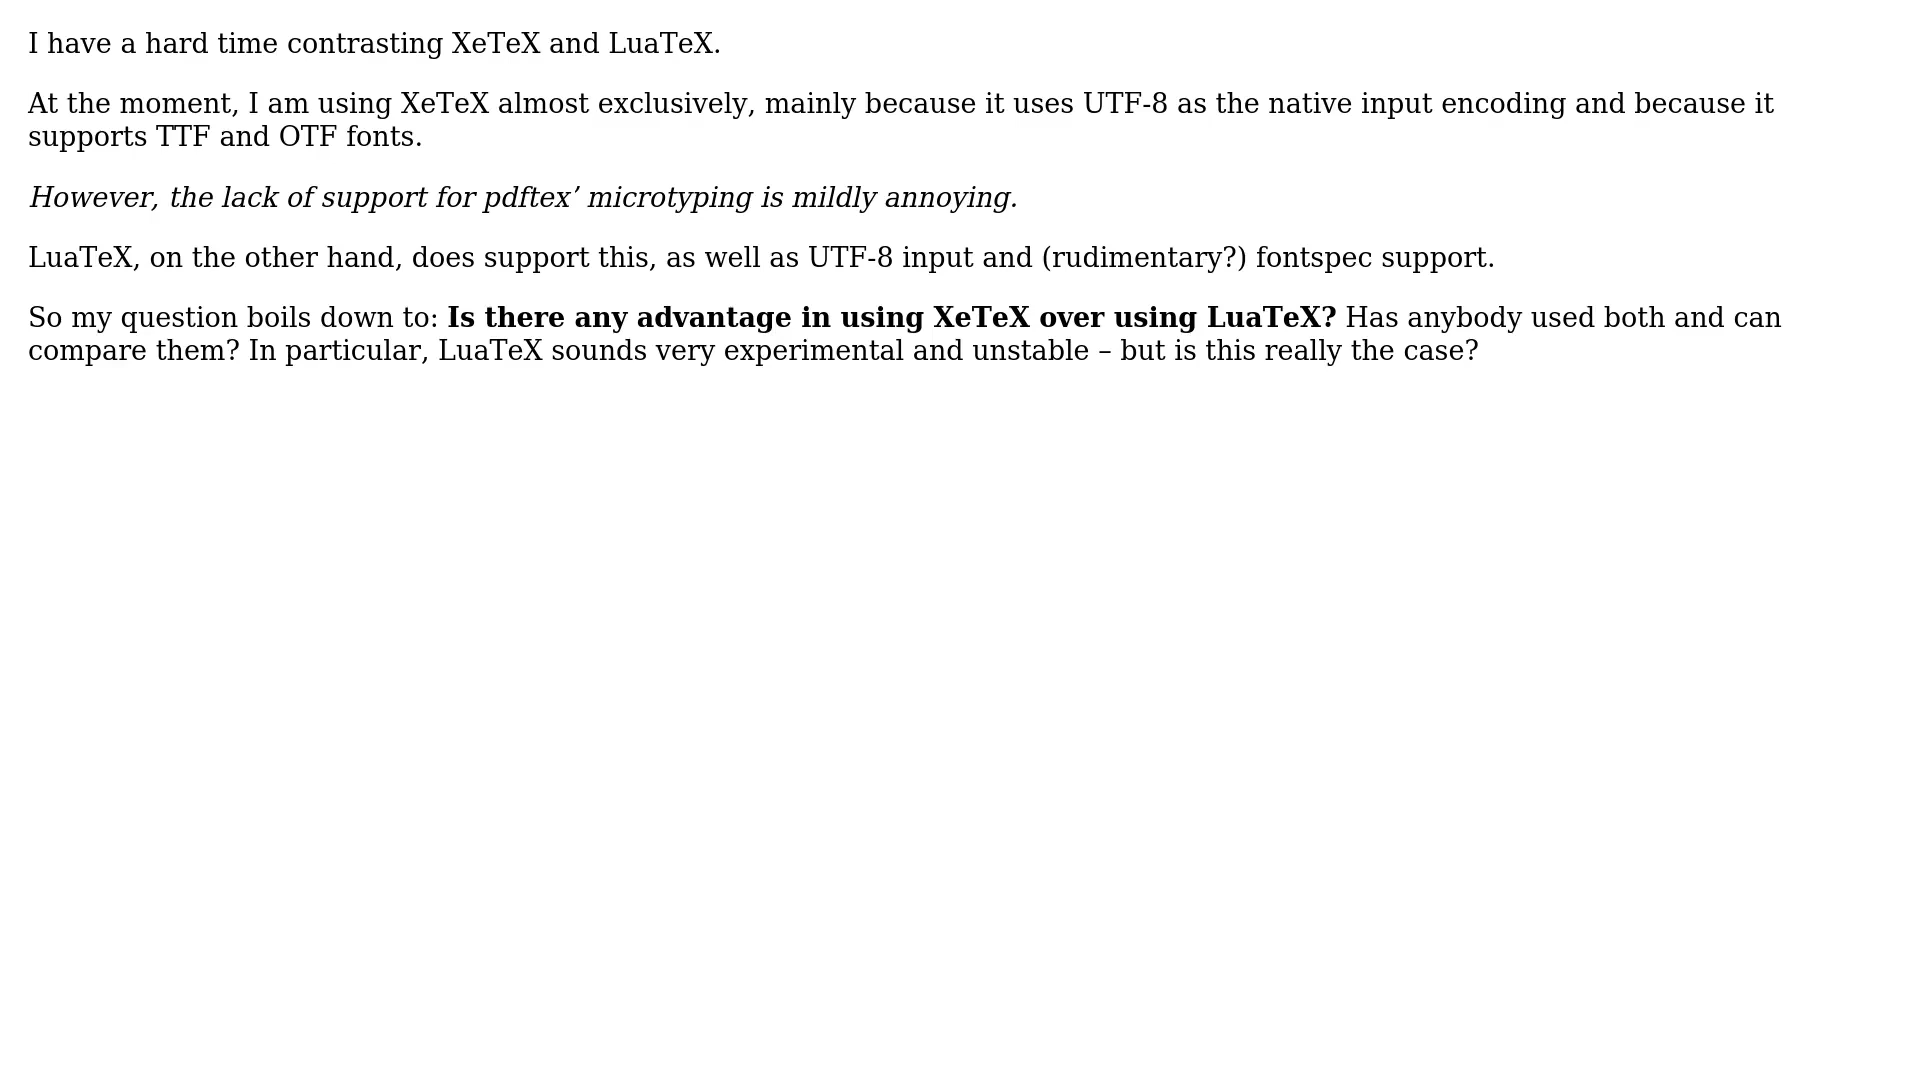 I have a hard time contrasting XeTeX and LuaTeX.
At the moment, I am using XeTeX almost exclusively, mainly because it uses UTF-8 as the native input encoding and because it
supports TTF and OTF fonts.
However, the lack of support for pdftex’ microtyping is mildly annoying.
LuaTeX, on the other hand, does support this, as well as UTF-8 input and (rudimentary?) fontspec support.
So my question boils down to: Is there any advantage in using XeTeX over using LuaTeX? Has anybody used both and can
compare them? In particular, LuaTeX sounds very experimental and unstable – but is this really the case?